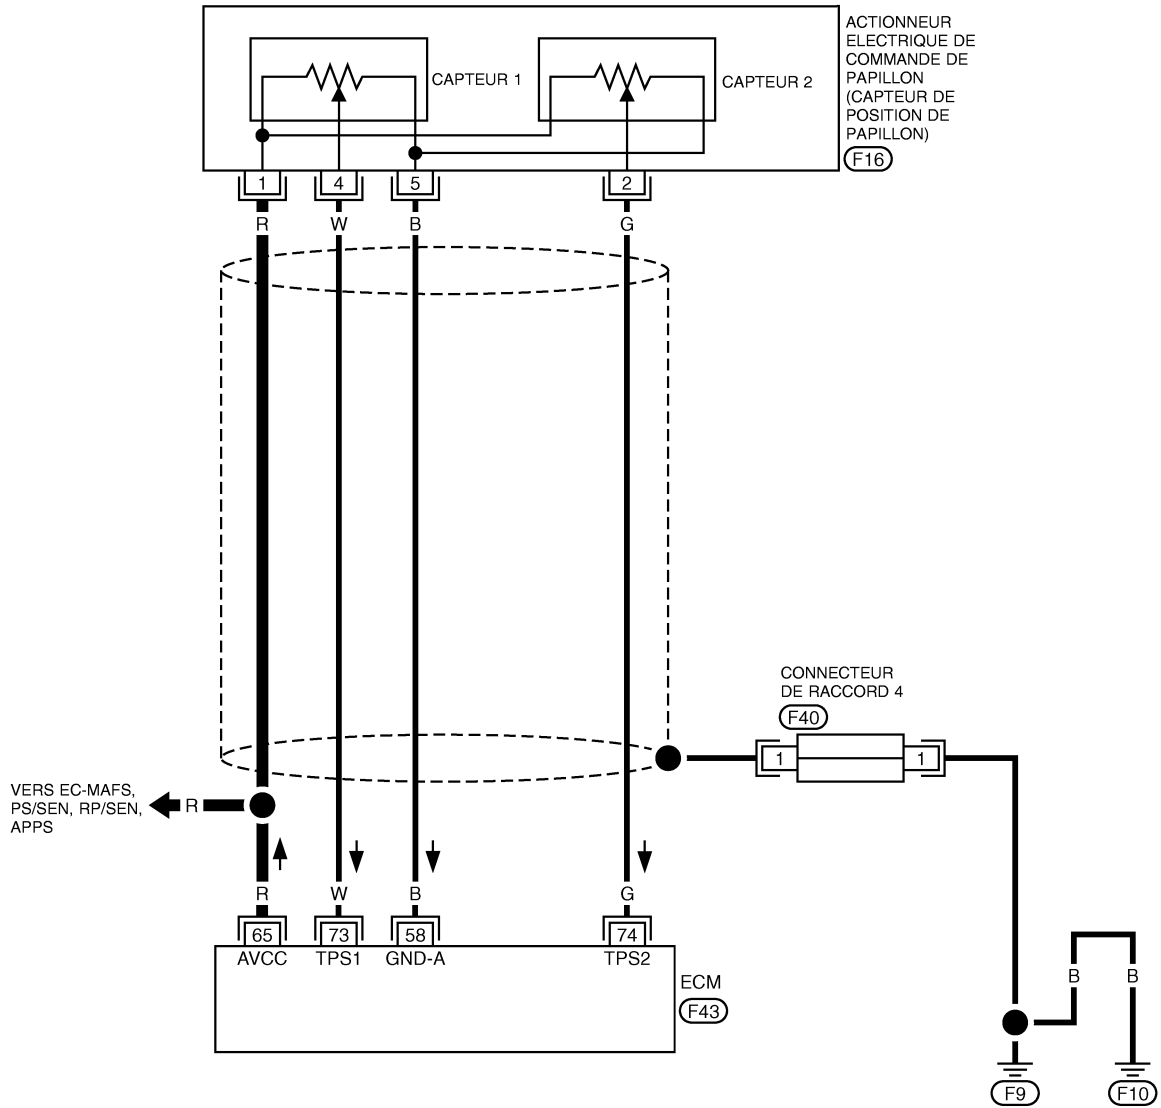 ACTIONNEUR
ELECTRIQUE DE
COMMANDE DE
PAPILLON
(CAPTEUR DE
POSITION DE
PAPILLON)
F16
CAPTEUR 1
CAPTEUR 2
1 4 5 2
R W B G
CONNECTEUR
DE RACCORD 4
F40
1 1
VERS EC-MAFS,
PS/SEN, RP/SEN,
APPS
R
R W B G
65 73 58 74
AVCC TPS1 GND-A TPS2
ECM
F43
B B
F9 F10